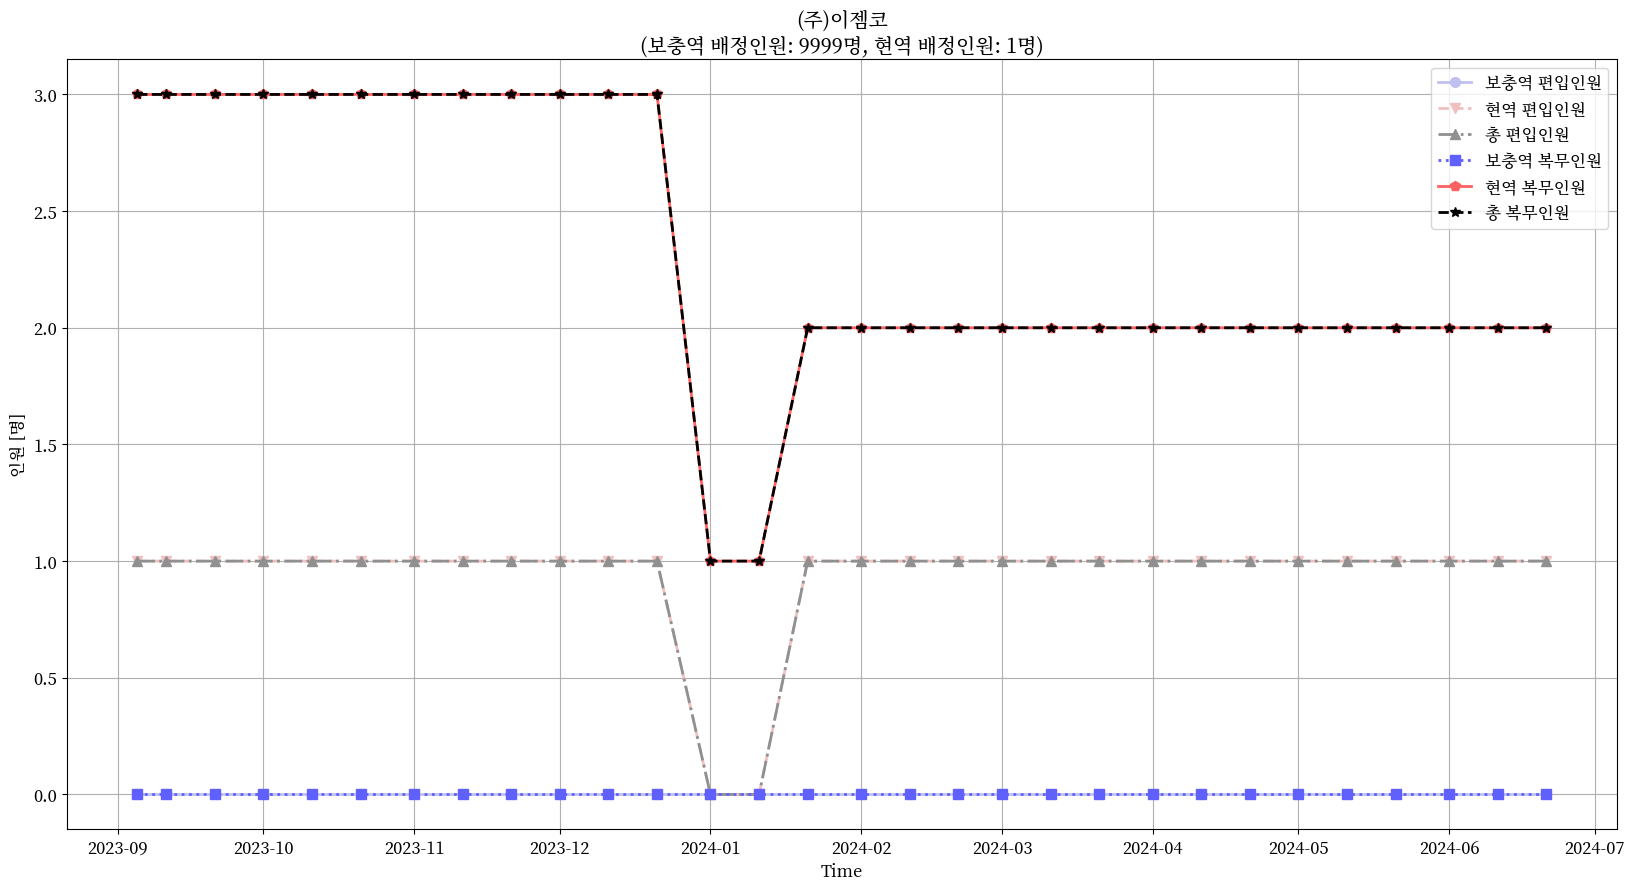 (주)이젬코
(보충역 배정인원: 9999명, 현역 배정인원: 1명)
보충역 편입인원
현역 편입인원
총 편입인원
보충역 복무인원
현역 복무인원
총 복무인원
인원 [명]
3.0
2.5
2.0
1.5
1.0
0.5
0.0
2023-09 2023-10 2023-11 2023-12 2024-01 2024-02 2024-03 2024-04 2024-05 2024-06 2024-07
Time